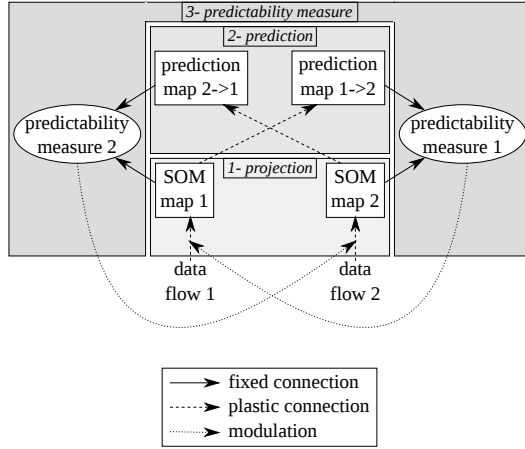 3- predictability measure
2- prediction
prediction
map 2->1
prediction
map 1->2
predictability
measure 2
predictability
measure 1
1- projection
SOM
map 1
SOM
map 2
data
flow 1
data
flow 2
fixed connection
plastic connection
modulation